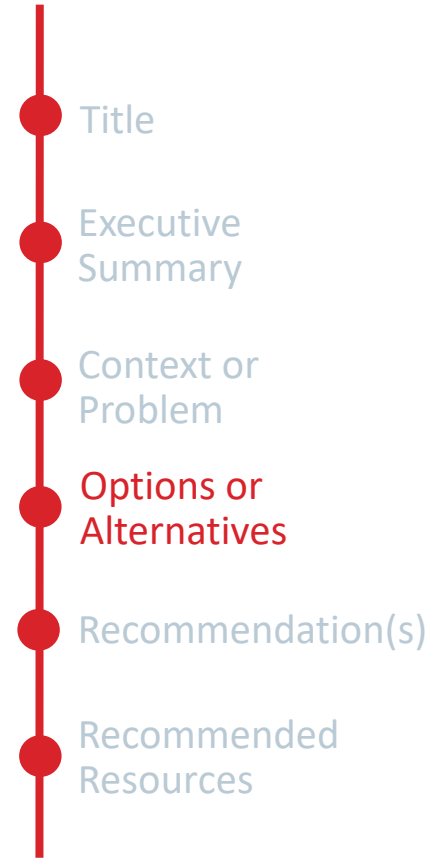 Title
Executive
Summary
Context or
Problem
Options or
Alternatives
Recommendation(s)
Recommended
Resources